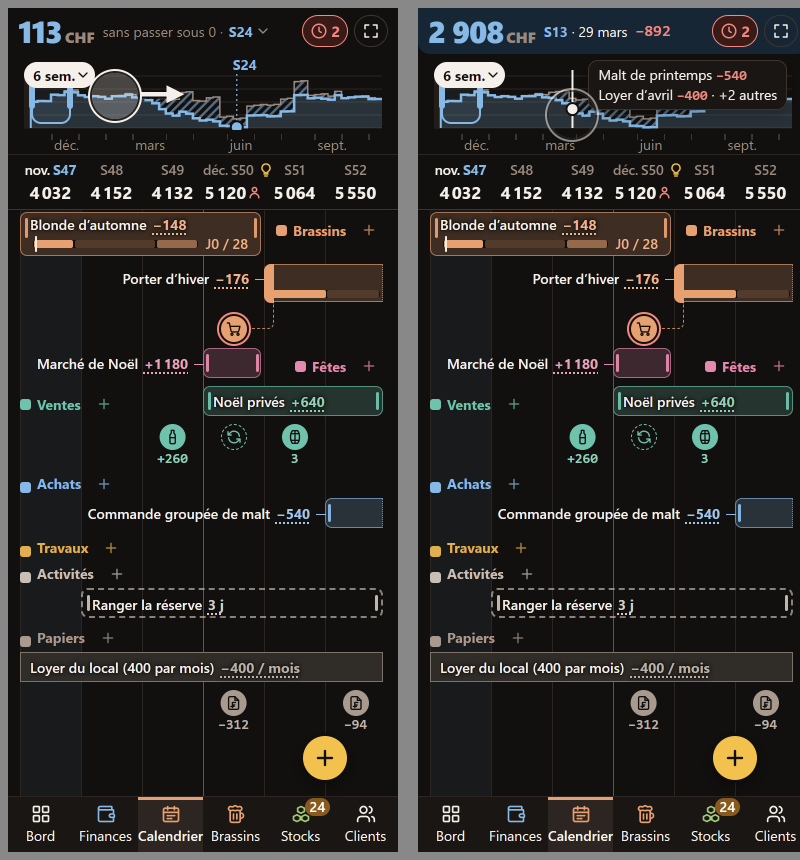 113 CHF sans passer sous 0 · S24 2
S24
6 sem.
déc. mars juin sept.
nov. S47 S48 S49 déc. S50 S51 S52
4 032 4 152 4 132 5 120 5 064 5 550
Blonde d’automne −148
J0 / 28
Brassins +
Porter d’hiver −176
Marché de Noël +1 180
Fêtes +
Noël privés +640
Ventes +
+260 3
Achats +
Commande groupée de malt −540
Travaux +
Activités +
Ranger la réserve 3 j
Papiers +
Loyer du local (400 par mois) −400 / mois
−312 −94
+
24
Bord Finances Calendrier Brassins Stocks Clients
2 908 CHF S13 · 29 mars −892 2
6 sem.
Malt de printemps −540
Loyer d’avril −400 · +2 autres
déc. mars juin sept.
nov. S47 S48 S49 déc. S50 S51 S52
4 032 4 152 4 132 5 120 5 064 5 550
Blonde d’automne −148
J0 / 28
Brassins +
Porter d’hiver −176
Marché de Noël +1 180
Fêtes +
Noël privés +640
Ventes +
+260 3
Achats +
Commande groupée de malt −540
Travaux +
Activités +
Ranger la réserve 3 j
Papiers +
Loyer du local (400 par mois) −400 / mois
−312 −94
+
24
Bord Finances Calendrier Brassins Stocks Clients